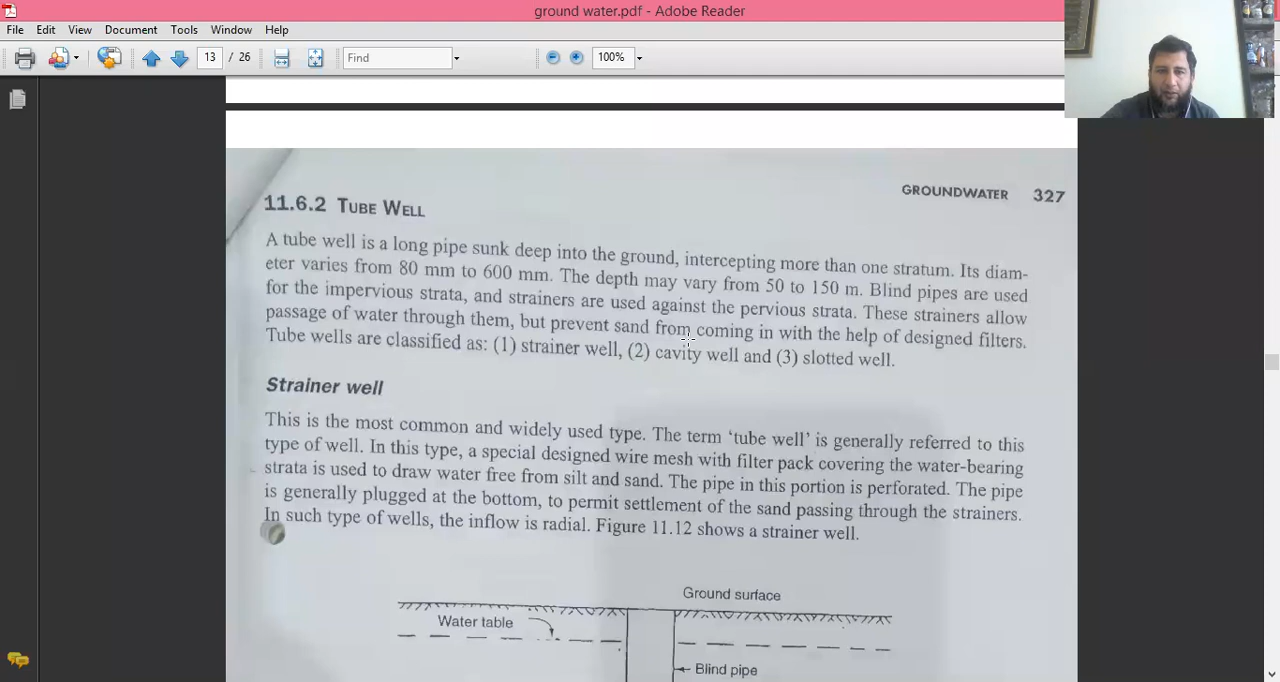 ground water.pdf - Adobe Reader
File Edit View Document Tools Window Help
13 / 26 Find 100%
GROUNDWATER 327
11.6.2 TUBE WELL
A tube well is a long pipe sunk deep into the ground, intercepting more than one stratum. Its diam-
eter varies from 80 mm to 600 mm. The depth may vary from 50 to 150 m. Blind pipes are used
for the impervious strata, and strainers are used against the pervious strata. These strainers allow
passage of water through them, but prevent sand from coming in with the help of designed filters.
Tube wells are classified as: (1) strainer well, (2) cavity well and (3) slotted well.
Strainer well
This is the most common and widely used type. The term ‘tube well’ is generally referred to this
type of well. In this type, a special designed wire mesh with filter pack covering the water-bearing
strata is used to draw water free from silt and sand. The pipe in this portion is perforated. The pipe
is generally plugged at the bottom, to permit settlement of the sand passing through the strainers.
In such type of wells, the inflow is radial. Figure 11.12 shows a strainer well.
Ground surface
Water table
Blind pipe